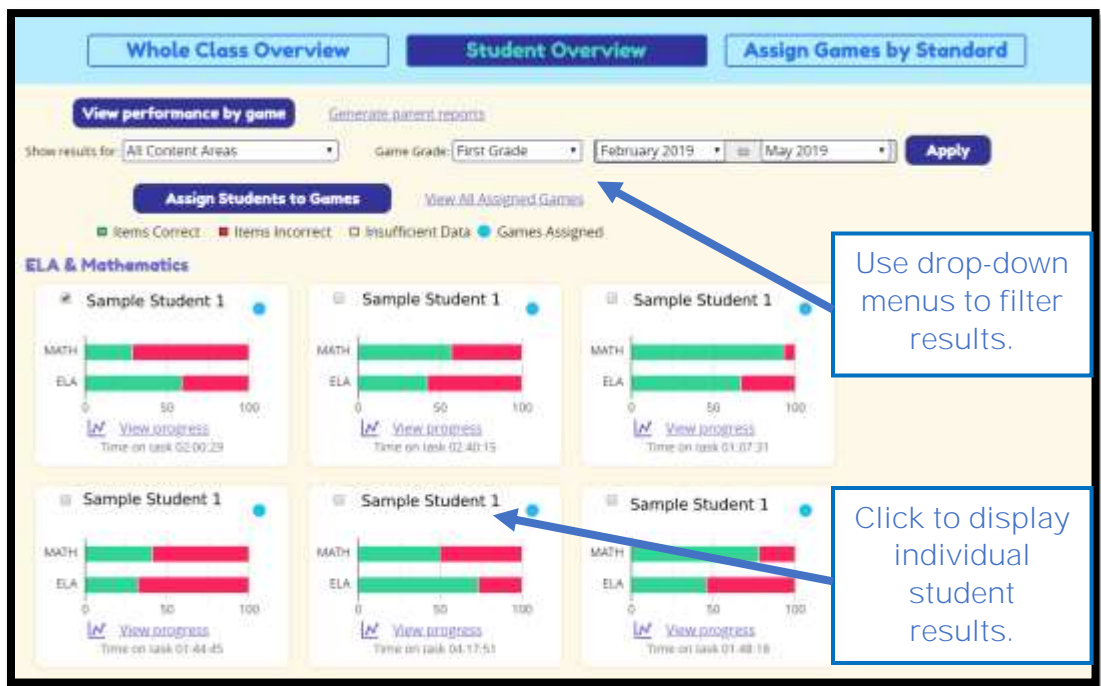 Whole Class Overview Student Overview Assign Games by Standard
View performance by game Generate parent reports
Show results for: All Content Areas Game Grade: First Grade February 2019 May 2019 Apply
Assign Students to Games View All Assigned Games
Items Correct Items Incorrect Insufficient Data Games Assigned
Use drop-down
menus to filter
results.
ELA & Mathematics
Sample Student 1
MATH
ELA
0 50 100
View progress
Time on task 02:00:29
Sample Student 1
MATH
ELA
0 50 100
View progress
Time on task 02:40:15
Sample Student 1
MATH
ELA
0 50 100
View progress
Time on task 01:07:31
Sample Student 1
MATH
ELA
0 50 100
View progress
Time on task 01:44:45
Sample Student 1
MATH
ELA
0 50 100
View progress
Time on task 04:17:51
Sample Student 1
MATH
ELA
0 50 100
View progress
Time on task 01:48:18
Click to display
individual
student
results.